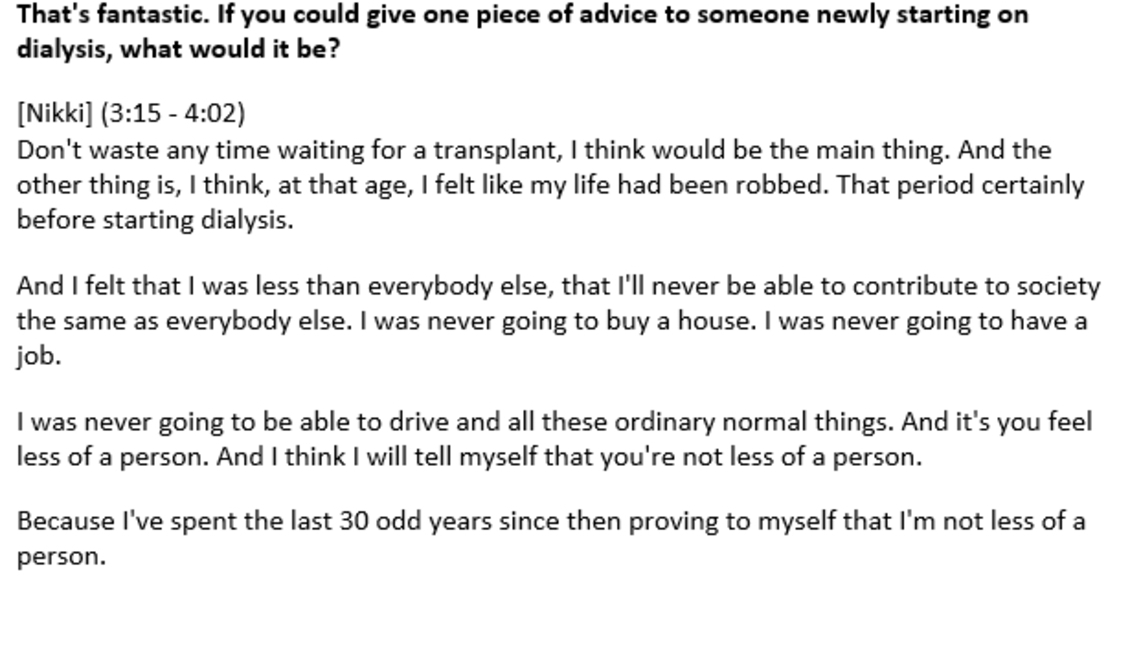 That's fantastic. If you could give one piece of advice to someone newly starting on
dialysis, what would it be?
[Nikki] (3:15 - 4:02)
Don't waste any time waiting for a transplant, I think would be the main thing. And the
other thing is, I think, at that age, I felt like my life had been robbed. That period certainly
before starting dialysis.
And I felt that I was less than everybody else, that I'll never be able to contribute to society
the same as everybody else. I was never going to buy a house. I was never going to have a
job.
I was never going to be able to drive and all these ordinary normal things. And it's you feel
less of a person. And I think I will tell myself that you're not less of a person.
Because I've spent the last 30 odd years since then proving to myself that I'm not less of a
person.